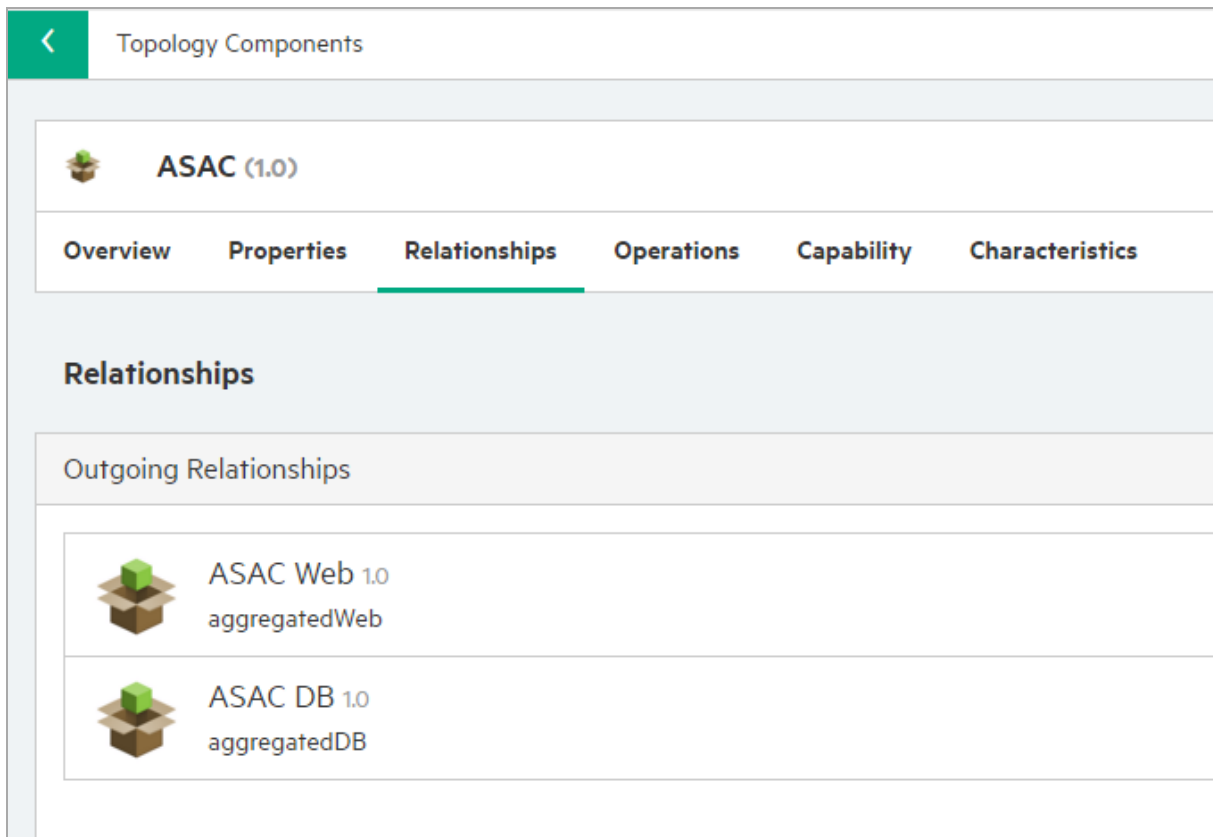 Topology Components
ASAC (1.0)
Overview Properties Relationships Operations Capability Characteristics
Relationships
Outgoing Relationships
ASAC Web 1.0
aggregatedWeb
ASAC DB 1.0
aggregatedDB